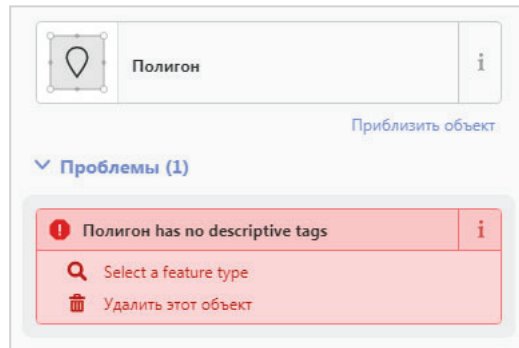 Полигон
i
Приблизить объект
Проблемы (1)
Полигон has no descriptive tags
i
Select a feature type
Удалить этот объект